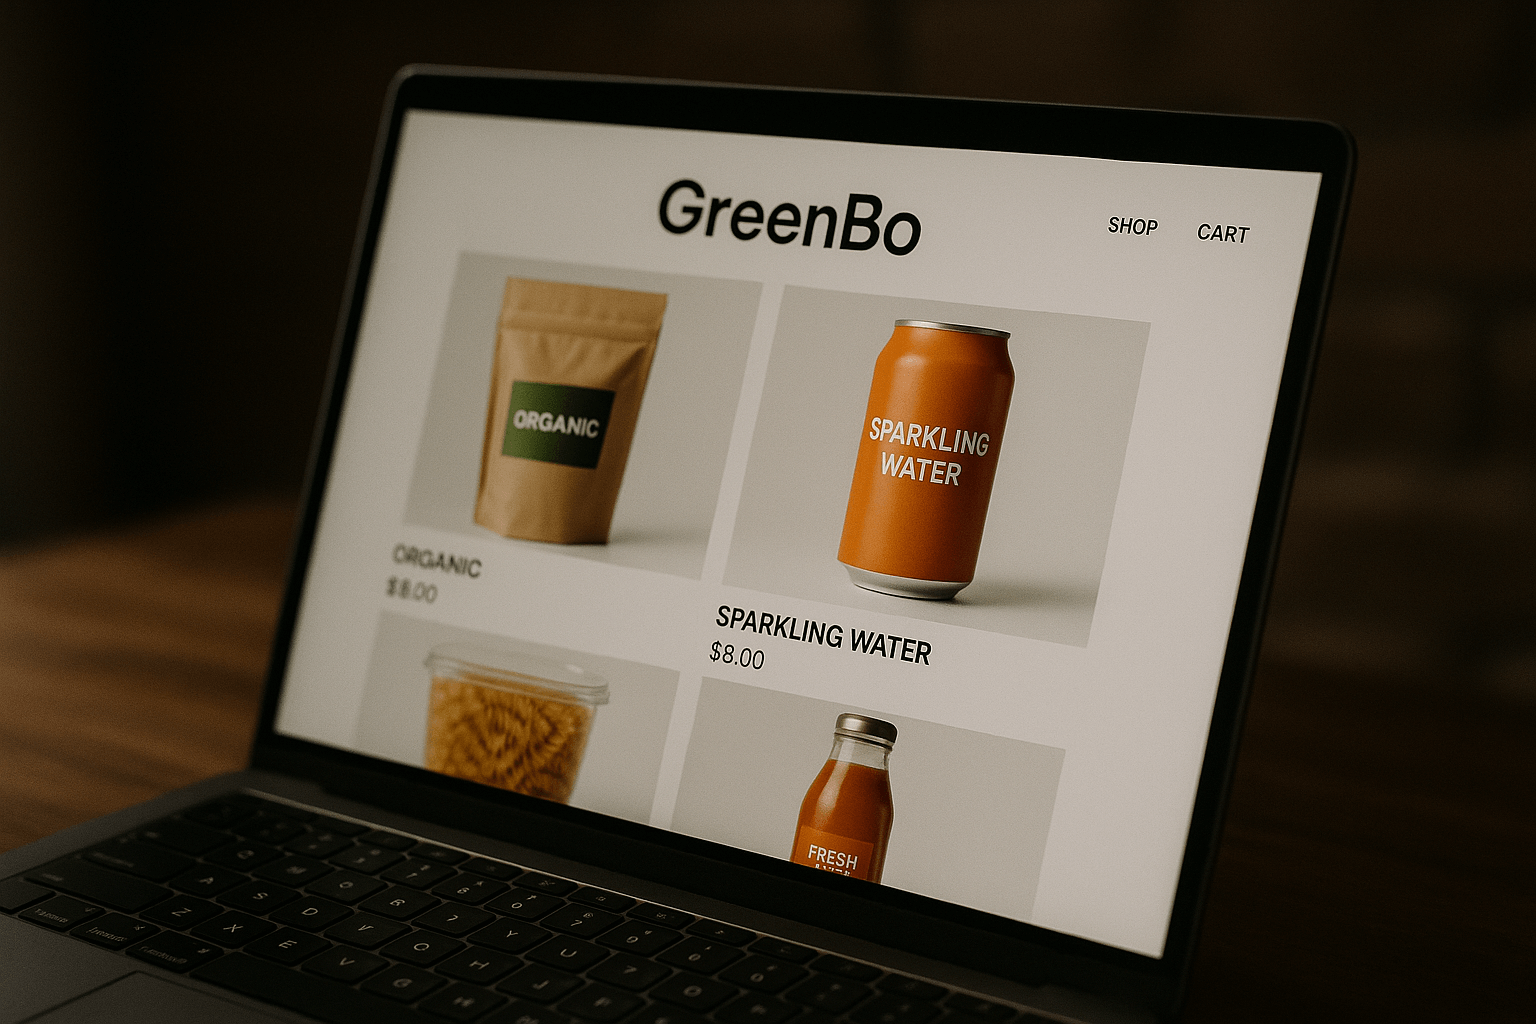 GreenBo
SHOP
CART
ORGANIC
SPARKLING
WATER
ORGANIC
$8.00
SPARKLING WATER
$8.00
FRESH